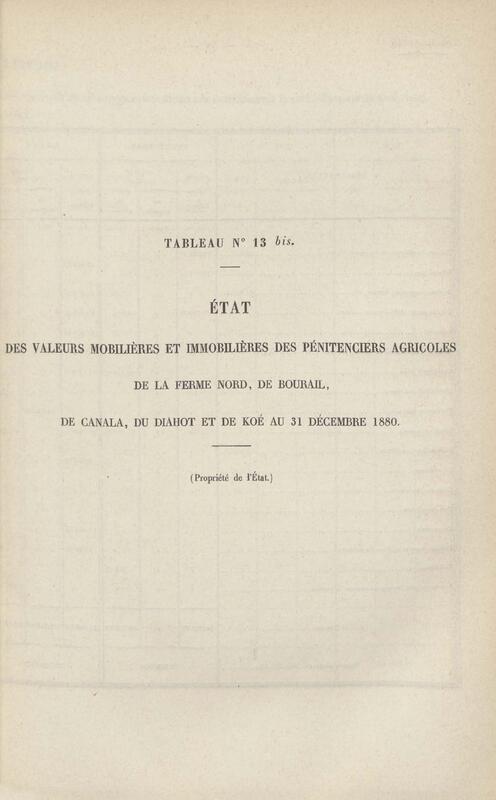 TABLEAU N° 13 bis.
ÉTAT
DES VALEURS MOBILIÈRES ET IMMOBILIÈRES DES PÉNITENCIERS AGRICOLES
DE LA FERME NORD, DE BOURAIL,
DE CANALA, DU DIAHOT ET DE KOÉ AU 31 DÉCEMBRE 1880.
(Propriété de l'État.)